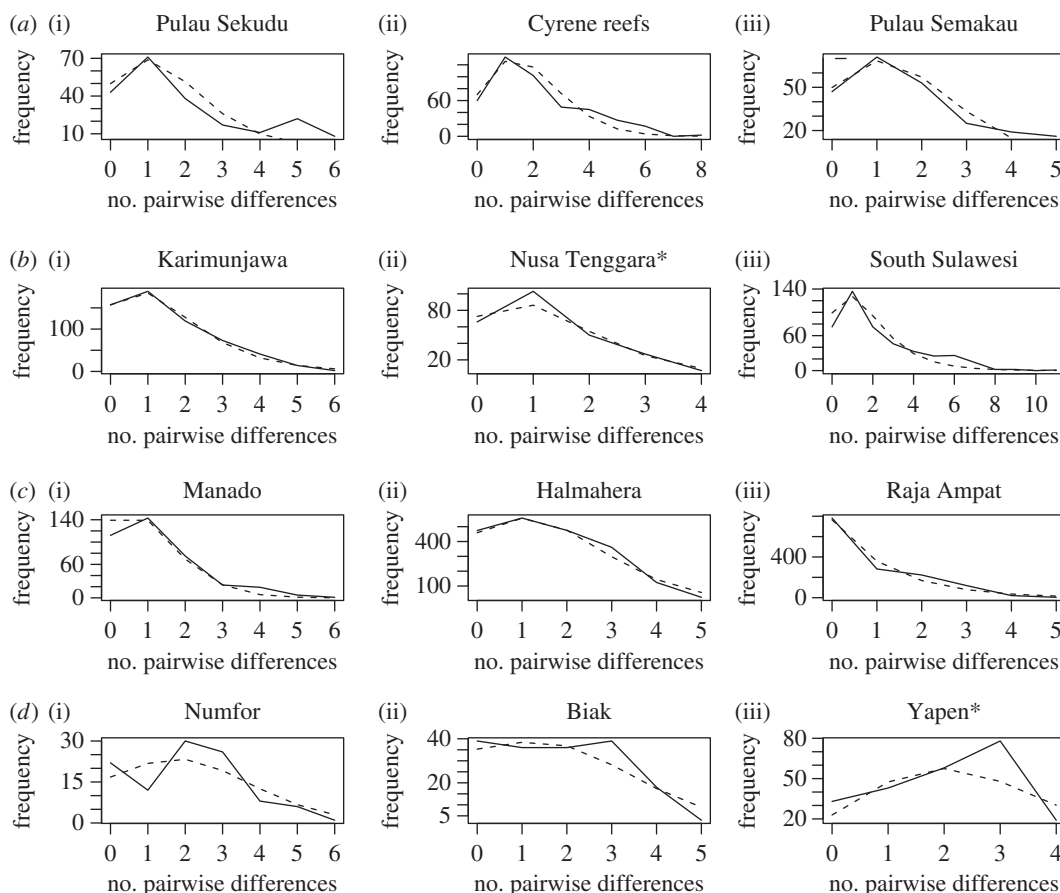 (a) (i) Pulau Sekudu (ii) Cyrene reefs (iii) Pulau Semakau
frequency 70 40 10 frequency 60 0 frequency 50 20
0 1 2 3 4 5 6 0 2 4 6 8 0 1 2 3 4 5
no. pairwise differences no. pairwise differences no. pairwise differences
(b) (i) Karimunjawa (ii) Nusa Tenggara* (iii) South Sulawesi
frequency 100 0 frequency 80 20 frequency 140 60 0
0 1 2 3 4 5 6 0 1 2 3 4 0 2 4 6 8 10
no. pairwise differences no. pairwise differences no. pairwise differences
(c) (i) Manado (ii) Halmahera (iii) Raja Ampat
frequency 140 60 0 frequency 400 100 frequency 400 0
0 1 2 3 4 5 6 0 1 2 3 4 5 0 1 2 3 4 5
no. pairwise differences no. pairwise differences no. pairwise differences
(d) (i) Numfor (ii) Biak (iii) Yapen*
frequency 30 15 0 frequency 40 20 5 frequency 80 50 20
0 1 2 3 4 5 6 0 1 2 3 4 5 0 1 2 3 4
no. pairwise differences no. pairwise differences no. pairwise differences